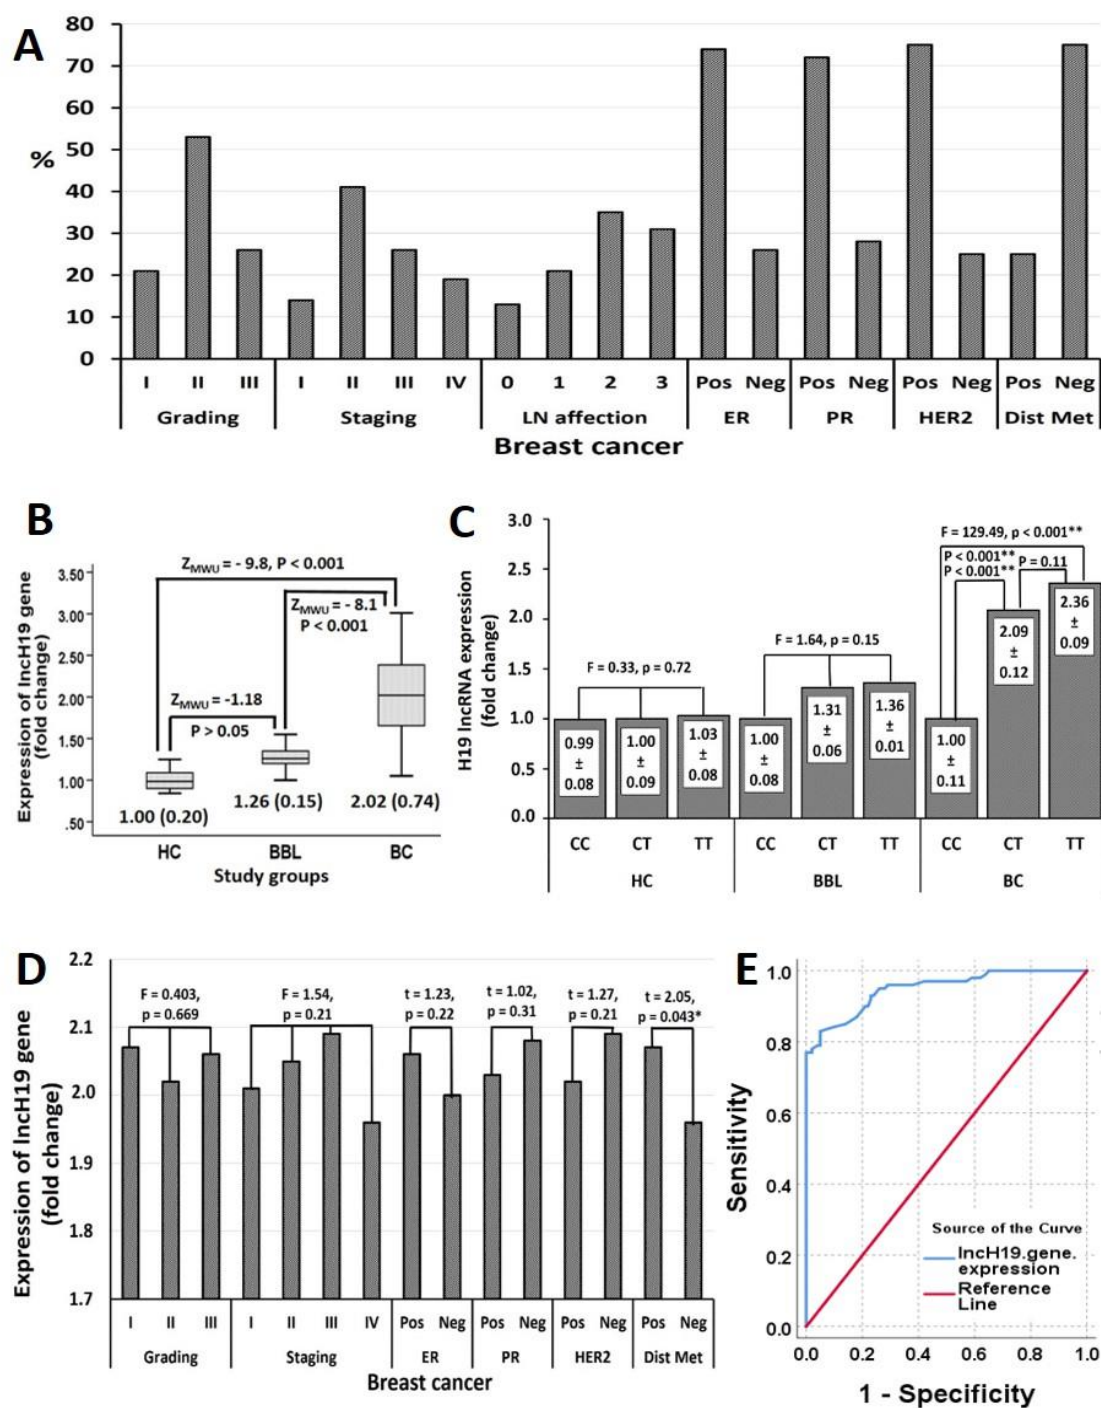 A
80
70
60
50
40
30
20
10
0
%
I II III I II III IV 0 1 2 3 Pos Neg Pos Neg Pos Neg Pos Neg
Grading Staging LN affection ER PR HER2 Dist Met
Breast cancer
B
Expression of lncH19 gene
(fold change)
3.50
3.00
2.50
2.00
1.50
1.00
.50
ZMWU = - 9.8, P < 0.001
ZMWU = - 8.1
P < 0.001
ZMWU = -1.18
P > 0.05
1.00 (0.20)
1.26 (0.15)
2.02 (0.74)
HC BBL BC
Study groups
C
H19 lncRNA expression
(fold change)
3.0
2.5
2.0
1.5
1.0
0.5
0.0
F = 0.33, p = 0.72
F = 1.64, p = 0.15
F = 129.49, p < 0.001**
P <0.001**
P <0.001**
P = 0.11
0.99
±
0.08
1.00
±
0.09
1.03
±
0.08
1.00
±
0.08
1.31
±
0.06
1.36
±
0.01
1.00
±
0.11
2.09
±
0.12
2.36
±
0.09
CC CT TT CC CT TT CC CT TT
HC BBL BC
D
Expression of lncH19 gene
(fold change)
2.2
2.1
2.0
1.9
1.8
1.7
F = 0.403,
p = 0.669
F = 1.54,
p = 0.21
t = 1.23,
p = 0.22
t = 1.02,
p = 0.31
t = 1.27,
p = 0.21
t = 2.05,
p = 0.043*
I II III I II III IV Pos Neg Pos Neg Pos Neg Pos Neg
Grading Staging ER PR HER2 Dist Met
Breast cancer
E
Sensitivity
1.0
0.8
0.6
0.4
0.2
0.0
Source of the Curve
lncH19.gene.
expression
Reference
Line
0.0 0.2 0.4 0.6 0.8 1.0
1 - Specificity